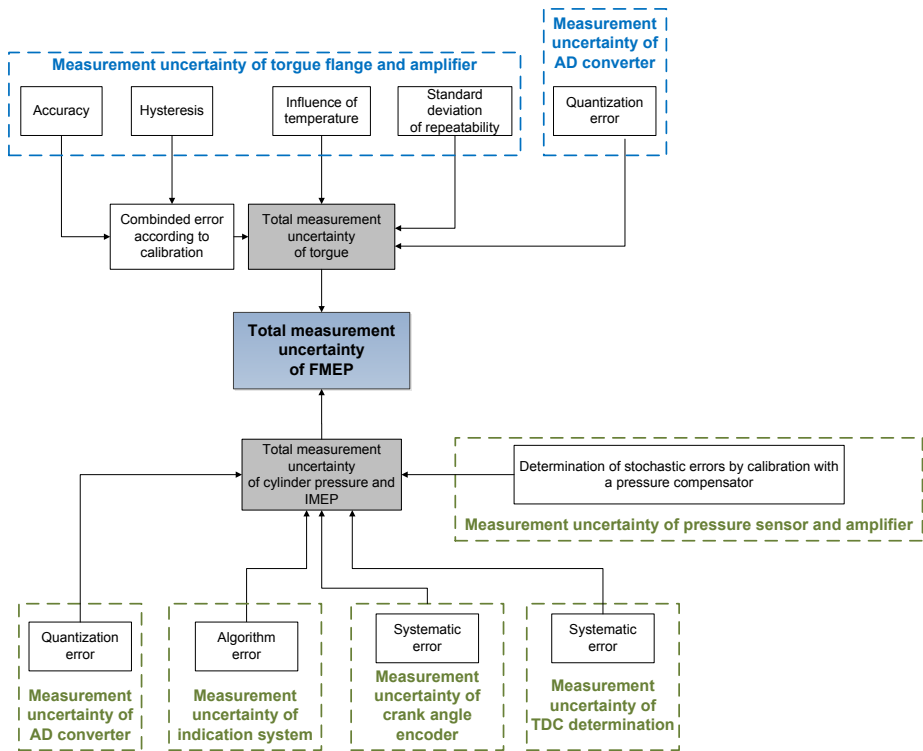 Measurement
uncertainty of
AD converter
Measurement uncertainty of torgue flange and amplifier
Accuracy
Hysteresis
Influence of
temperature
Standard
deviation
of repeatability
Quantization
error
Combinded error
according to
calibration
Total measurement
uncertainty
of torgue
Total measurement
uncertainty
of FMEP
Total measurement
uncertainty
of cylinder pressure and
IMEP
Determination of stochastic errors by calibration with
a pressure compensator
Measurement uncertainty of pressure sensor and amplifier
Quantization
error
Measurement
uncertainty of
AD converter
Algorithm
error
Measurement
uncertainty of
indication system
Systematic
error
Measurement
uncertainty of
crank angle
encoder
Systematic
error
Measurement
uncertainty of
TDC determination